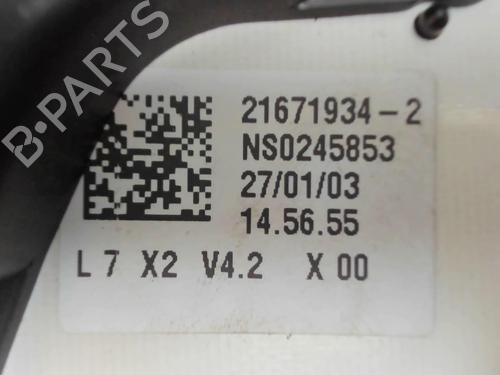 B-PARTS
21671934-2
NS0245853
27/01/03
14.56.55
L 7 X2 V4.2 X 00